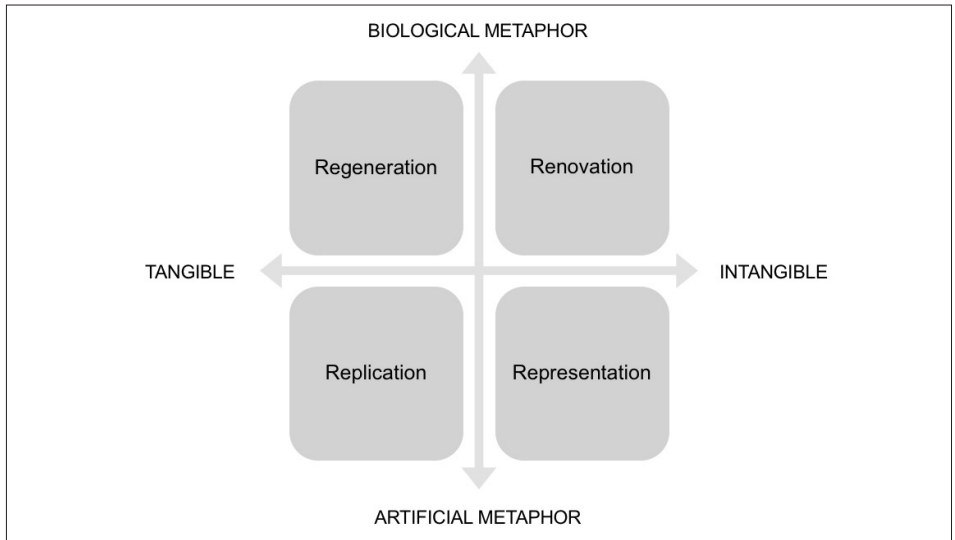 BIOLOGICAL METAPHOR
Regeneration
Renovation
TANGIBLE
INTANGIBLE
Replication
Representation
ARTIFICIAL METAPHOR